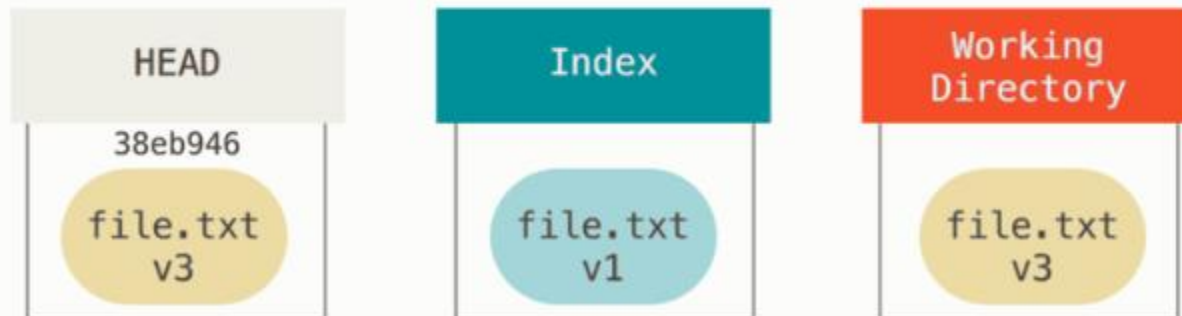 HEAD
Index
Working
Directory
38eb946
file.txt
v3
file.txt
v1
file.txt
v3